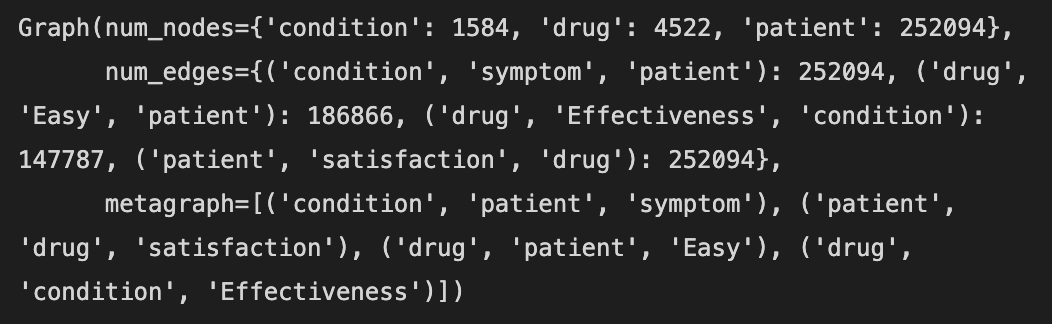 Graph(num_nodes={'condition': 1584, 'drug': 4522, 'patient': 252094},
      num_edges={('condition', 'symptom', 'patient'): 252094, ('drug',
'Easy', 'patient'): 186866, ('drug', 'Effectiveness', 'condition'):
147787, ('patient', 'satisfaction', 'drug'): 252094},
      metagraph=[('condition', 'patient', 'symptom'), ('patient',
'drug', 'satisfaction'), ('drug', 'patient', 'Easy'), ('drug',
'condition', 'Effectiveness')])